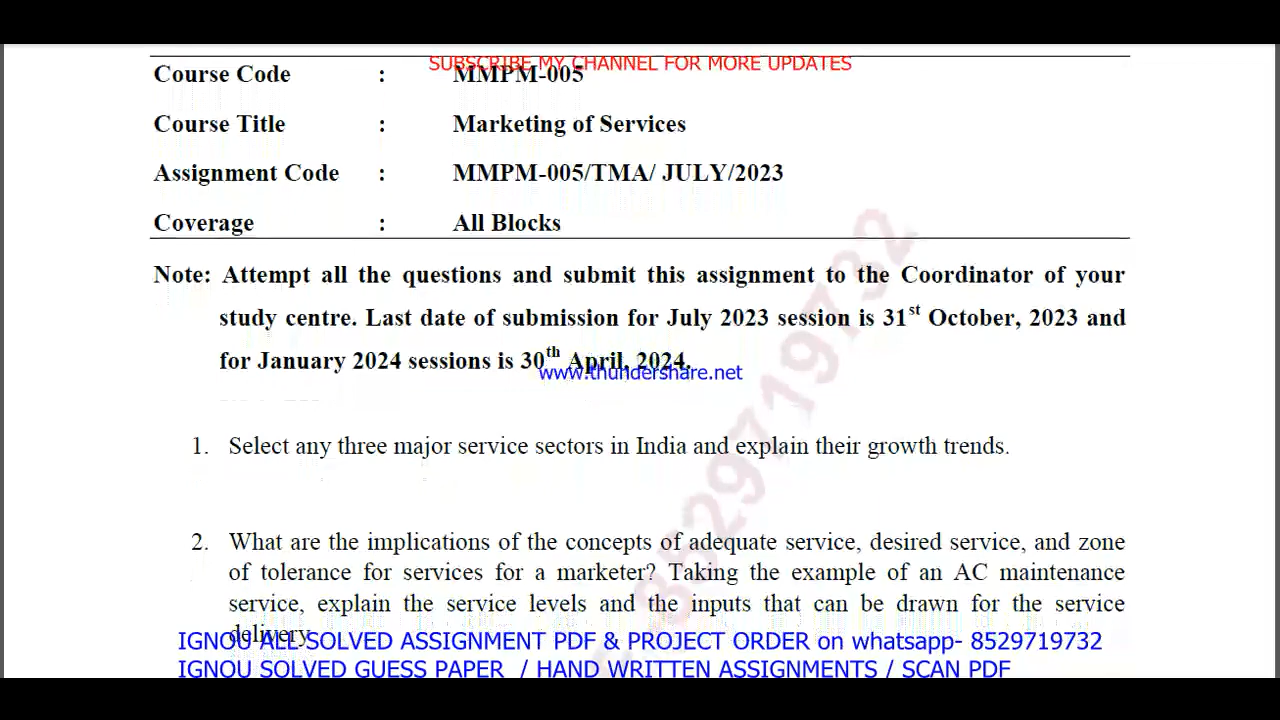 SUBSCRIBE MY CHANNEL FOR MORE UPDATES
Course Code : MMPM-005
Course Title : Marketing of Services
Assignment Code : MMPM-005/TMA/ JULY/2023
Coverage : All Blocks
Note: Attempt all the questions and submit this assignment to the Coordinator of your
study centre. Last date of submission for July 2023 session is 31st October, 2023 and
for January 2024 sessions is 30th April, 2024.
www.thundershare.net
1. Select any three major service sectors in India and explain their growth trends.
2. What are the implications of the concepts of adequate service, desired service, and zone
of tolerance for services for a marketer? Taking the example of an AC maintenance
service, explain the service levels and the inputs that can be drawn for the service
delivery
IGNOU ALL SOLVED ASSIGNMENT PDF & PROJECT ORDER on whatsapp- 8529719732
IGNOU SOLVED GUESS PAPER / HAND WRITTEN ASSIGNMENTS / SCAN PDF
8529719732